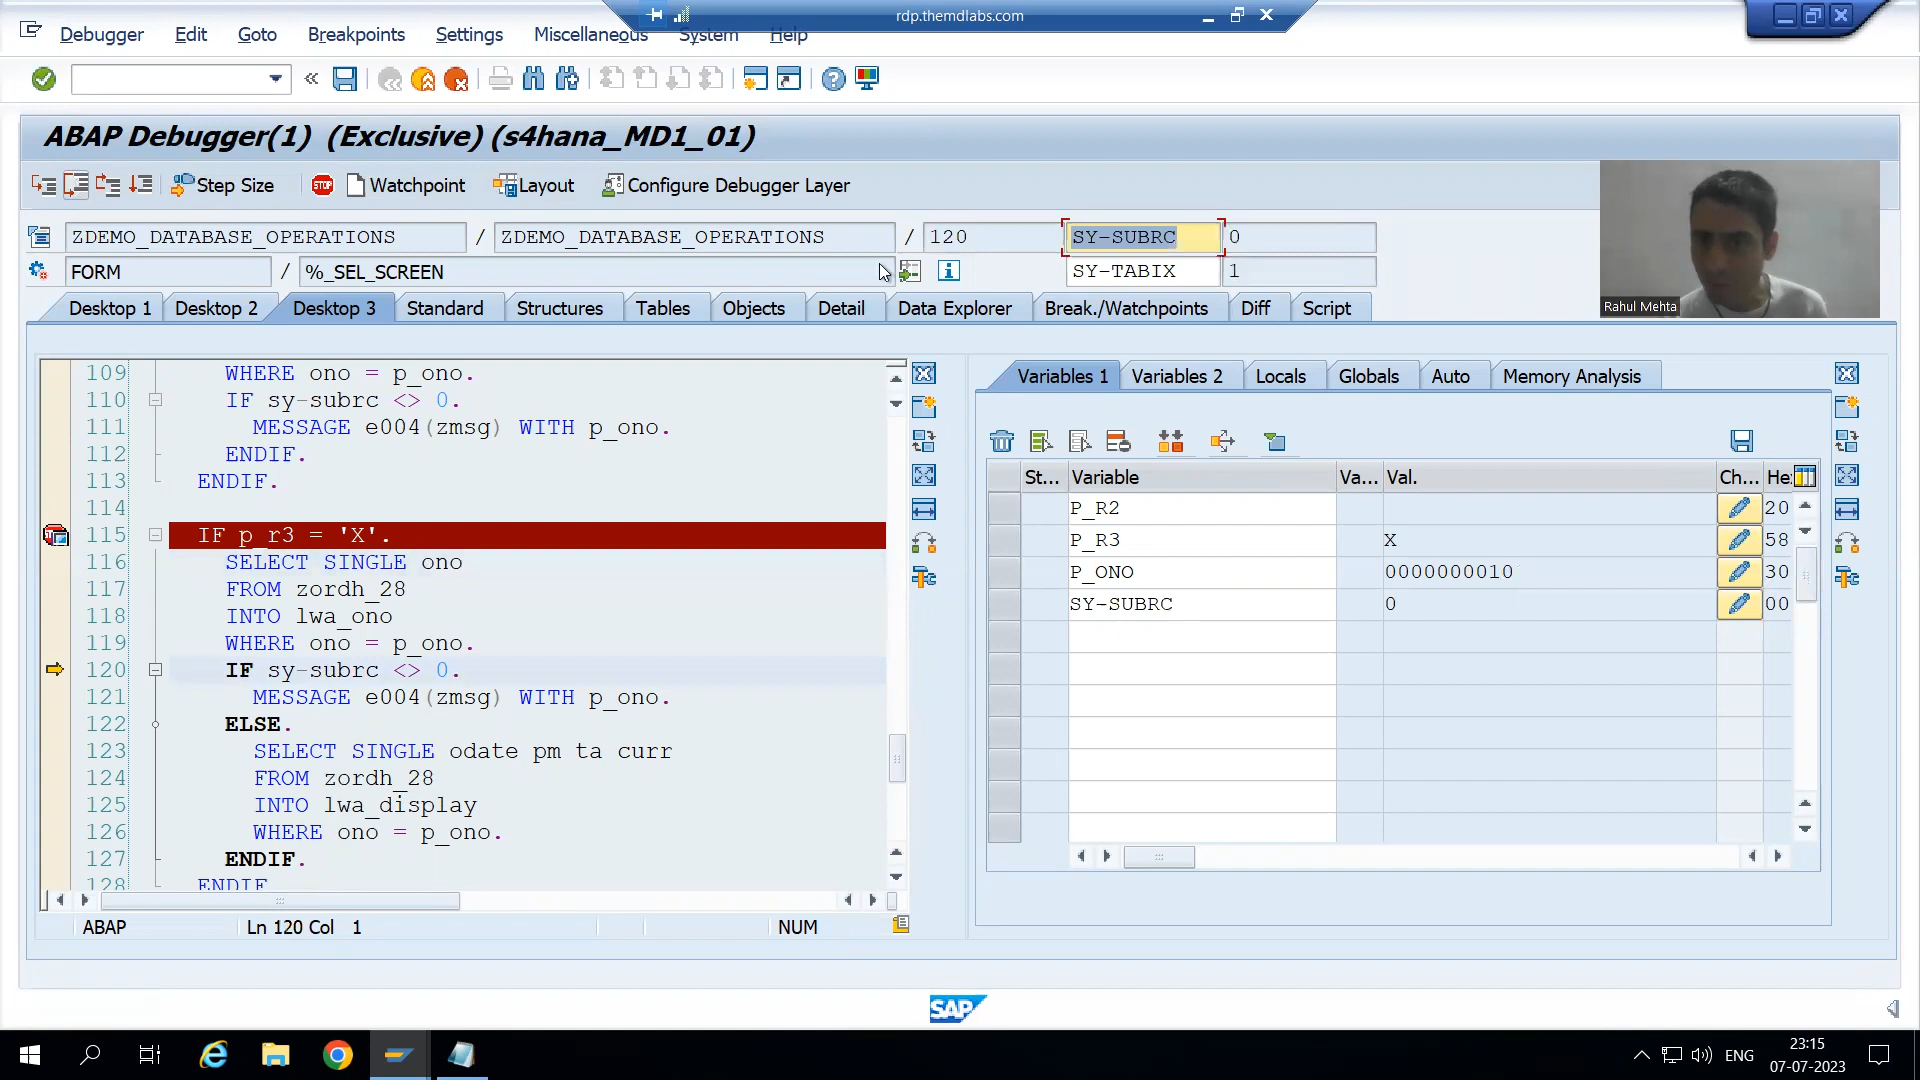 rdp.themdlabs.com
Debugger Edit Goto Breakpoints Settings Miscellaneous System Help
ABAP Debugger(1) (Exclusive) (s4hana_MD1_01)
Step Size STOP Watchpoint Layout Configure Debugger Layer
ZDEMO_DATABASE_OPERATIONS / ZDEMO_DATABASE_OPERATIONS / 120 SY-SUBRC 0
FORM / %_SEL_SCREEN SY-TABIX 1
Rahul Mehta
Desktop 1 Desktop 2 Desktop 3 Standard Structures Tables Objects Detail Data Explorer Break./Watchpoints Diff Script
109 WHERE ono = p_ono.
110 IF sy-subrc <> 0.
111 MESSAGE e004(zmsg) WITH p_ono.
112 ENDIF.
113 ENDIF.
114
115 IF p_r3 = 'X'.
116 SELECT SINGLE ono
117 FROM zordh_28
118 INTO lwa_ono
119 WHERE ono = p_ono.
120 IF sy-subrc <> 0.
121 MESSAGE e004(zmsg) WITH p_ono.
122 ELSE.
123 SELECT SINGLE odate pm ta curr
124 FROM zordh_28
125 INTO lwa_display
126 WHERE ono = p_ono.
127 ENDIF.
128 ENDIF
ABAP Ln 120 Col 1 NUM
Variables 1 Variables 2 Locals Globals Auto Memory Analysis
St... Variable Va... Val. Ch... He
P_R2 20
P_R3 X 58
P_ONO 0000000010 30
SY-SUBRC 0 00
SAP
ENG
23:15
07-07-2023